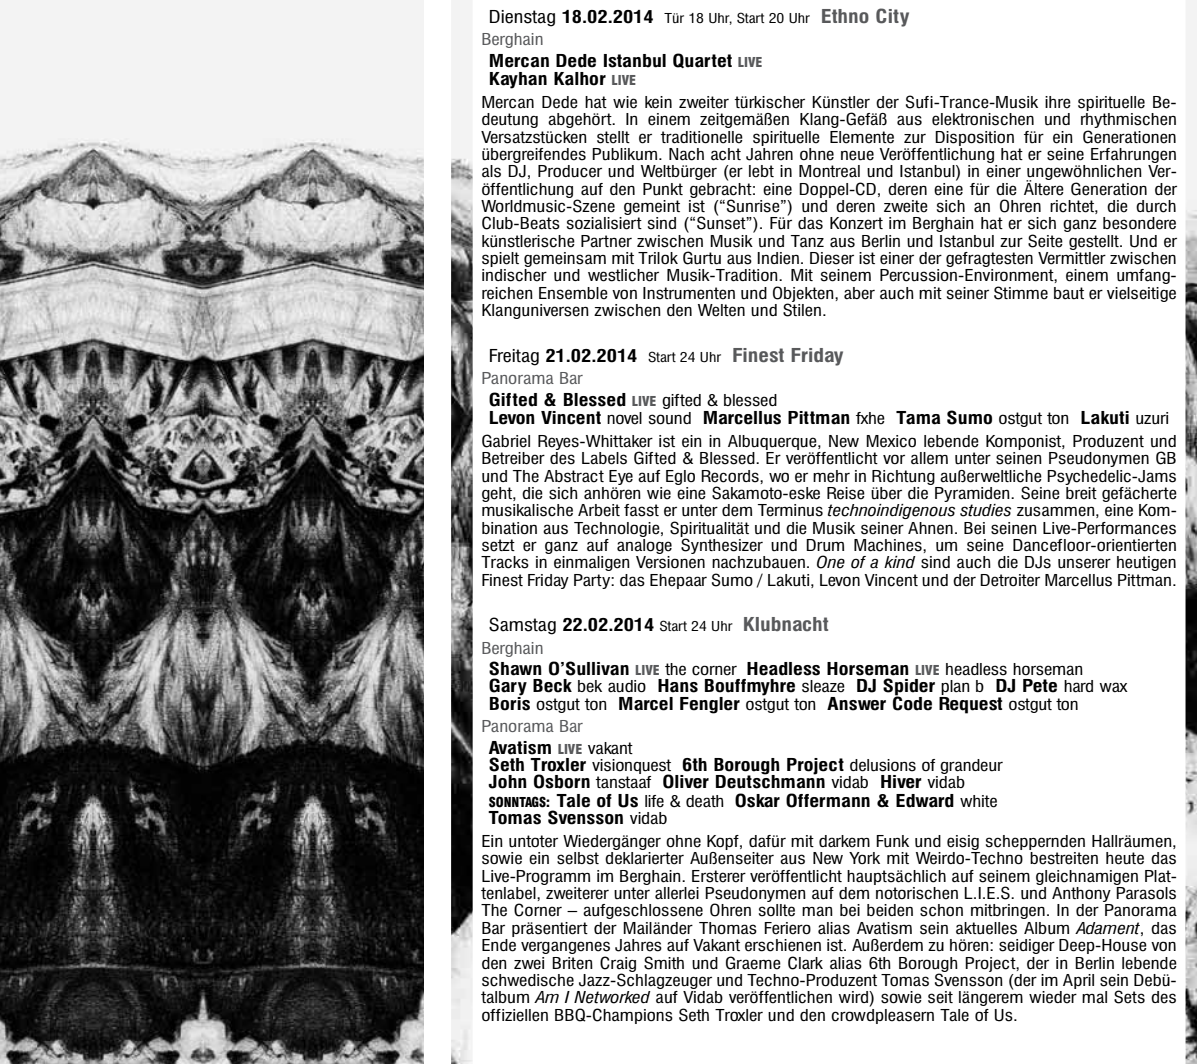 Dienstag 18.02.2014 Tür 18 Uhr, Start 20 Uhr Ethno City
Berghain
Mercan Dede Istanbul Quartet LIVE
Kayhan Kalhor LIVE
Mercan Dede hat wie kein zweiter türkischer Künstler der Sufi-Trance-Musik ihre spirituelle Be-
deutung abgehört. In einem zeitgemäßen Klang-Gefäß aus elektronischen und rhythmischen
Versatzstücken stellt er traditionelle spirituelle Elemente zur Disposition für ein Generationen
übergreifendes Publikum. Nach acht Jahren ohne neue Veröffentlichung hat er seine Erfahrungen
als DJ, Producer und Weltbürger (er lebt in Montreal und Istanbul) in einer ungewöhnlichen Ver-
öffentlichung auf den Punkt gebracht: eine Doppel-CD, deren eine für die Ältere Generation der
Worldmusic-Szene gemeint ist (“Sunrise”) und deren zweite sich an Ohren richtet, die durch
Club-Beats sozialisiert sind (“Sunset”). Für das Konzert im Berghain hat er sich ganz besondere
künstlerische Partner zwischen Musik und Tanz aus Berlin und Istanbul zur Seite gestellt. Und er
spielt gemeinsam mit Trilok Gurtu aus Indien. Dieser ist einer der gefragtesten Vermittler zwischen
indischer und westlicher Musik-Tradition. Mit seinem Percussion-Environment, einem umfang-
reichen Ensemble von Instrumenten und Objekten, aber auch mit seiner Stimme baut er vielseitige
Klanguniversen zwischen den Welten und Stilen.
Freitag 21.02.2014 Start 24 Uhr Finest Friday
Panorama Bar
Gifted & Blessed LIVE gifted & blessed
Levon Vincent novel sound Marcellus Pittman fxhe Tama Sumo ostgut ton Lakuti uzuri
Gabriel Reyes-Whittaker ist ein in Albuquerque, New Mexico lebende Komponist, Produzent und
Betreiber des Labels Gifted & Blessed. Er veröffentlicht vor allem unter seinen Pseudonymen GB
und The Abstract Eye auf Eglo Records, wo er mehr in Richtung außerweltliche Psychedelic-Jams
geht, die sich anhören wie eine Sakamoto-eske Reise über die Pyramiden. Seine breit gefächerte
musikalische Arbeit fasst er unter dem Terminus technoindigenous studies zusammen, eine Kom-
bination aus Technologie, Spiritualität und die Musik seiner Ahnen. Bei seinen Live-Performances
setzt er ganz auf analoge Synthesizer und Drum Machines, um seine Dancefloor-orientierten
Tracks in einmaligen Versionen nachzubauen. One of a kind sind auch die DJs unserer heutigen
Finest Friday Party: das Ehepaar Sumo / Lakuti, Levon Vincent und der Detroiter Marcellus Pittman.
Samstag 22.02.2014 Start 24 Uhr Klubnacht
Berghain
Shawn O’Sullivan LIVE the corner Headless Horseman LIVE headless horseman
Gary Beck bek audio Hans Bouffmyhre sleaze DJ Spider plan b DJ Pete hard wax
Boris ostgut ton Marcel Fengler ostgut ton Answer Code Request ostgut ton
Panorama Bar
Avatism LIVE vakant
Seth Troxler visionquest 6th Borough Project delusions of grandeur
John Osborn tanstaaf Oliver Deutschmann vidab Hiver vidab
SONNTAGS: Tale of Us life & death Oskar Offermann & Edward white
Tomas Svensson vidab
Ein untoter Wiedergänger ohne Kopf, dafür mit darkem Funk und eisig scheppernden Hallräumen,
sowie ein selbst deklarierter Außenseiter aus New York mit Weirdo-Techno bestreiten heute das
Live-Programm im Berghain. Ersterer veröffentlicht hauptsächlich auf seinem gleichnamigen Plat-
tenlabel, zweiterer unter allerlei Pseudonymen auf dem notorischen L.I.E.S. und Anthony Parasols
The Corner – aufgeschlossene Ohren sollte man bei beiden schon mitbringen. In der Panorama
Bar präsentiert der Mailänder Thomas Feriero alias Avatism sein aktuelles Album Adament, das
Ende vergangenes Jahres auf Vakant erschienen ist. Außerdem zu hören: seidiger Deep-House von
den zwei Briten Craig Smith und Graeme Clark alias 6th Borough Project, der in Berlin lebende
schwedische Jazz-Schlagzeuger und Techno-Produzent Tomas Svensson (der im April sein Debü-
talbum Am I Networked auf Vidab veröffentlichen wird) sowie seit längerem wieder mal Sets des
offiziellen BBQ-Champions Seth Troxler und den crowdpleasern Tale of Us.